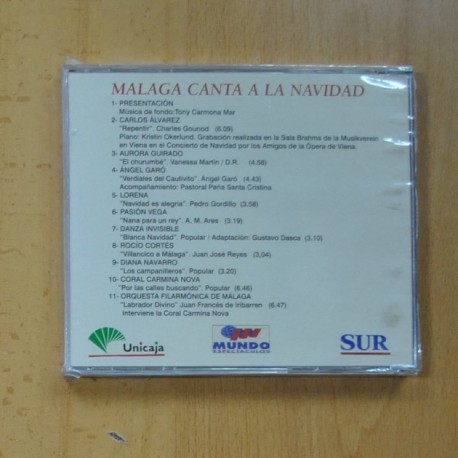 MALAGA CANTA A LA NAVIDAD
1- PRESENTACIÓN
Música de fondo: Tony Carmona Mar
2- CARLOS ÁLVAREZ
"Repentir". Charles Gounod (6.09)
Piano: Kristin Okerlund. Grabación realizada en la Sala Brahms de la Musikverein
en Viena en el Concierto de Navidad por los Amigos de la Ópera de Viena.
3- AURORA GUIRADO
"El churumbé". Vanessa Martín / D.R. (4.58)
4- ÁNGEL GARÓ
"Verdiales del Cautivito". Ángel Garó (4.43)
Acompañamiento: Pastoral Peña Santa Cristina
5- LORENA
"Navidad es alegría". Pedro Gordillo (3.58)
6- PASIÓN VEGA
"Nana para un rey". A. M. Ares (3.19)
7- DANZA INVISIBLE
"Blanca Navidad". Popular / Adaptación: Gustavo Dasca (3.10)
8- ROCÍO CORTÉS
"Villancico a Málaga". Juan José Reyes (3,04)
9- DIANA NAVARRO
"Los campanilleros". Popular (3.20)
10- CORAL CARMINA NOVA
"Por las calles buscando". Popular (6.46)
11- ORQUESTA FILARMÓNICA DE MÁLAGA
"Labrador Divino" Juan Francés de Iribarren (6.47)
Interviene la Coral Carmina Nova
Unicaja
MUNDO
ESPECTACULOS
SUR